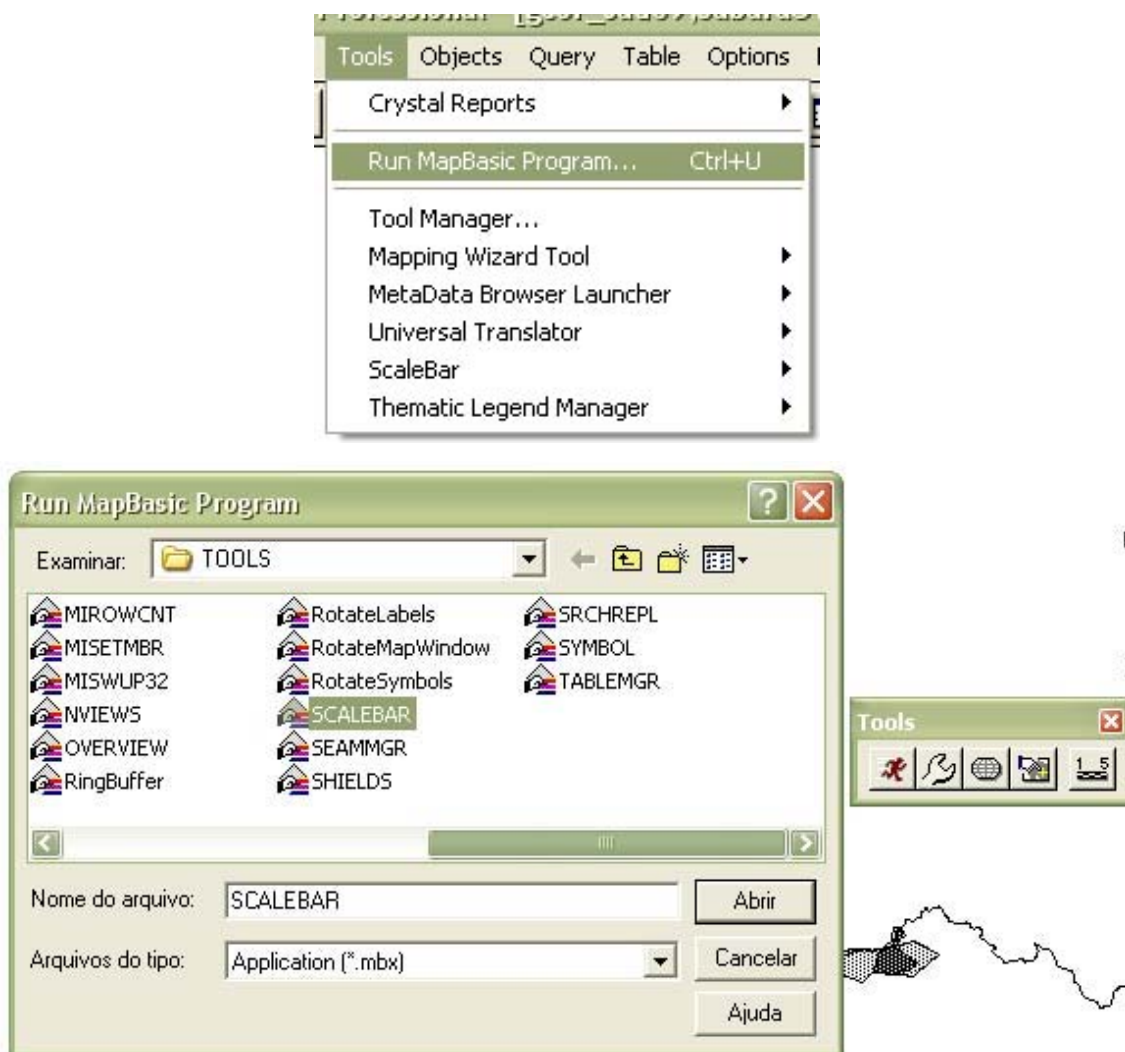 Tools Objects Query Table Options
Crystal Reports
Run MapBasic Program... Ctrl+U
Tool Manager...
Mapping Wizard Tool
MetaData Browser Launcher
Universal Translator
ScaleBar
Thematic Legend Manager
Run MapBasic Program
Examinar: TOOLS
MIROWCNT RotateLabels SRCHREPL
MISETMBR RotateMapWindow SYMBOL
MISWUP32 RotateSymbols TABLEMGR
NVIEWS SCALEBAR
OVERVIEW SEAMMGR
RingBuffer SHIELDS
Tools
1 5
Nome do arquivo: SCALEBAR Abrir
Arquivos do tipo: Application (*.mbx) Cancelar
Ajuda